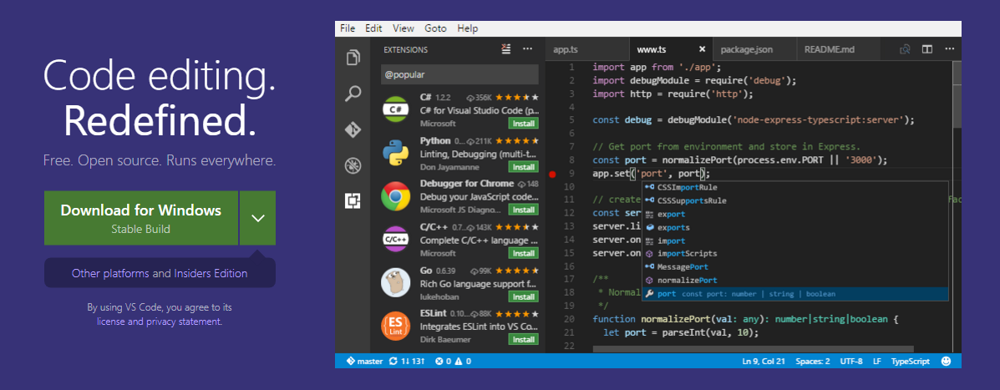 Code editing.
Redefined.
Free. Open source. Runs everywhere.
Download for Windows
Stable Build
Other platforms and Insiders Edition
By using VS Code, you agree to its
license and privacy statement.
File Edit View Goto Help
EXTENSIONS
@popular
C# 1.2.2 356K
C# for Visual Studio Code (p...
Microsoft Install
Python 0.... 211K
Linting, Debugging (multi-t...
Don Jayamanne Install
Debugger for Chrome 148
Debug your JavaScript code...
Microsoft JS Diagno... Install
C/C++ 0.7... 143K
Complete C/C++ language ...
Microsoft Install
Go 0.6.39 99K
Rich Go language support f...
lukehoban Install
ES
Lint
ESLint 0.10... 88K
Integrates ESLint into VS Co...
Dirk Baeumer Install
app.ts www.ts package.json README.md
1 import app from './app';
2 import debugModule = require('debug');
3 import http = require('http');
4
5 const debug = debugModule('node-express-typescript:server');
6
7 // Get port from environment and store in Express.
8 const port = normalizePort(process.env.PORT || '3000');
9 app.set('port', port);
10
11 // create
12 const ser
13 server.li
14 server.on
15 server.on
16
17 /**
18 * Normal
19 */
20 function normalizePort(val: any): number|string|boolean {
21 let port = parseInt(val, 10);
22
CSSImportRule
CSSSupportsRule
export
exports
import
importScripts
MessagePort
normalizePort
port const port: number | string | boolean
master 1↓ 13↑ 0 0 Ln 9, Col 21 Spaces: 2 UTF-8 LF TypeScript